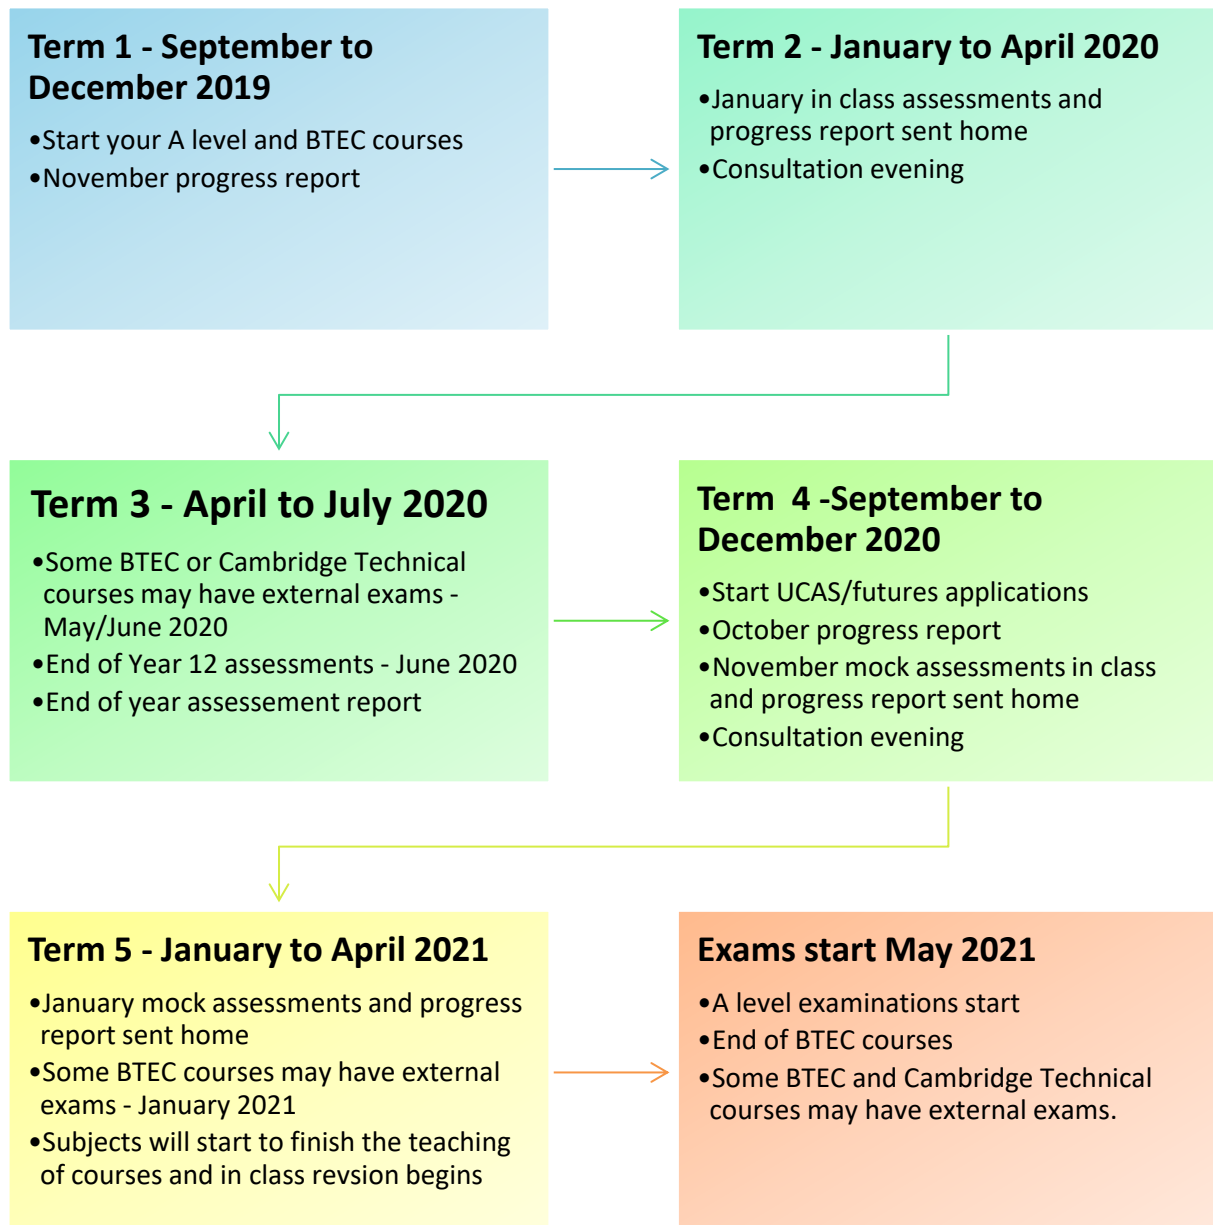 Term 1 - September to
December 2019
•Start your A level and BTEC courses
•November progress report
Term 2 - January to April 2020
•January in class assessments and
progress report sent home
•Consultation evening
Term 3 - April to July 2020
•Some BTEC or Cambridge Technical
courses may have external exams -
May/June 2020
•End of Year 12 assessments - June 2020
•End of year assessement report
Term  4 -September to
December 2020
•Start UCAS/futures applications
•October progress report
•November mock assessments in class
and progress report sent home
•Consultation evening
Term 5 - January to April 2021
•January mock assessments and progress
report sent home
•Some BTEC courses may have external
exams - January 2021
•Subjects will start to finish the teaching
of courses and in class revsion begins
Exams start May 2021
•A level examinations start
•End of BTEC courses
•Some BTEC and Cambridge Technical
courses may have external exams.